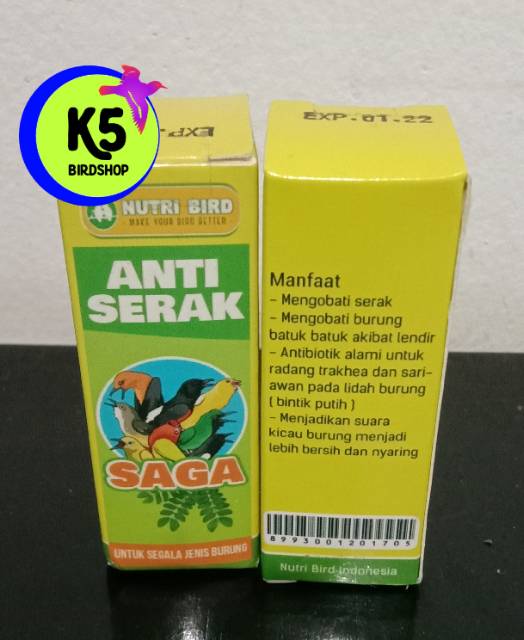 K5
BIRDSHOP
EXP.
NUTRI BIRD
MAKE YOUR BIRD BETTER
ANTI
SERAK
SAGA
UNTUK SEGALA JENIS BURUNG
EXP. 01.22
Manfaat
- Mengobati serak
- Mengobati burung
batuk batuk akibat lendir
- Antibiotik alami untuk
radang trakhea dan sari-
awan pada lidah burung
( bintik putih )
- Menjadikan suara
kicau burung menjadi
lebih bersih dan nyaring
8993001201705
Nutri Bird Indonesia